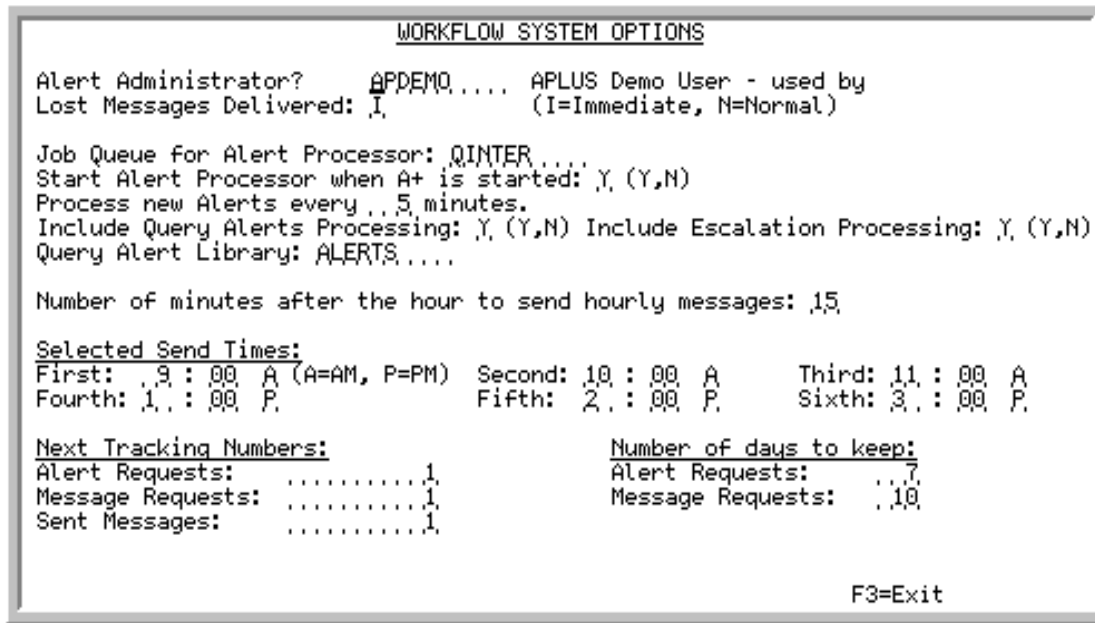 WORKFLOW SYSTEM OPTIONS
Alert Administrator? APDEMO.... APLUS Demo User - used by
Lost Messages Delivered: I (I=Immediate, N=Normal)
Job Queue for Alert Processor: QINTER....
Start Alert Processor when A+ is started: Y (Y,N)
Process new Alerts every ..5 minutes.
Include Query Alerts Processing: Y (Y,N) Include Escalation Processing: Y (Y,N)
Query Alert Library: ALERTS....
Number of minutes after the hour to send hourly messages: 15
Selected Send Times:
First: .9 : 00 A (A=AM, P=PM) Second: 10 : 00 A Third: 11 : 00 A
Fourth: 1. : 00 P Fifth: 2. : 00 P Sixth: 3. : 00 P
Next Tracking Numbers: Number of days to keep:
Alert Requests: ..........1 Alert Requests: ..7
Message Requests: ..........1 Message Requests: .10
Sent Messages: ..........1
F3=Exit